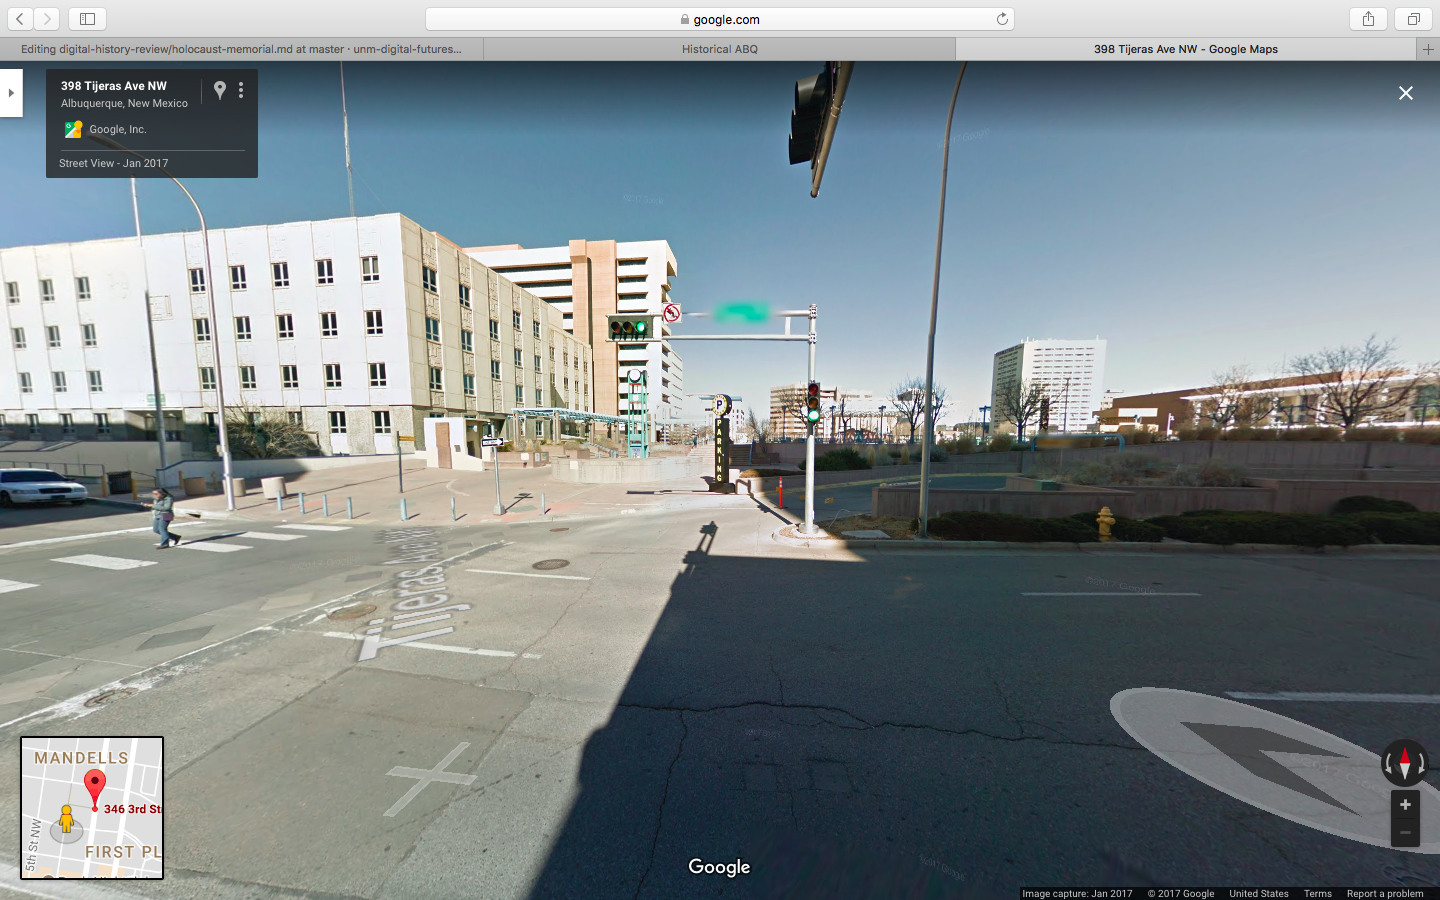 google.com
Editing digital-history-review/holocaust-memorial.md at master · unm-digital-futures...
Historical ABQ
398 Tijeras Ave NW - Google Maps
398 Tijeras Ave NW
Albuquerque, New Mexico
Google, Inc.
Street View - Jan 2017
P
PARKING
Tijeras Ave NW
MANDELLS
346 3rd St
5th St NW
FIRST PL
Google
Image capture: Jan 2017 © 2017 Google United States Terms Report a problem